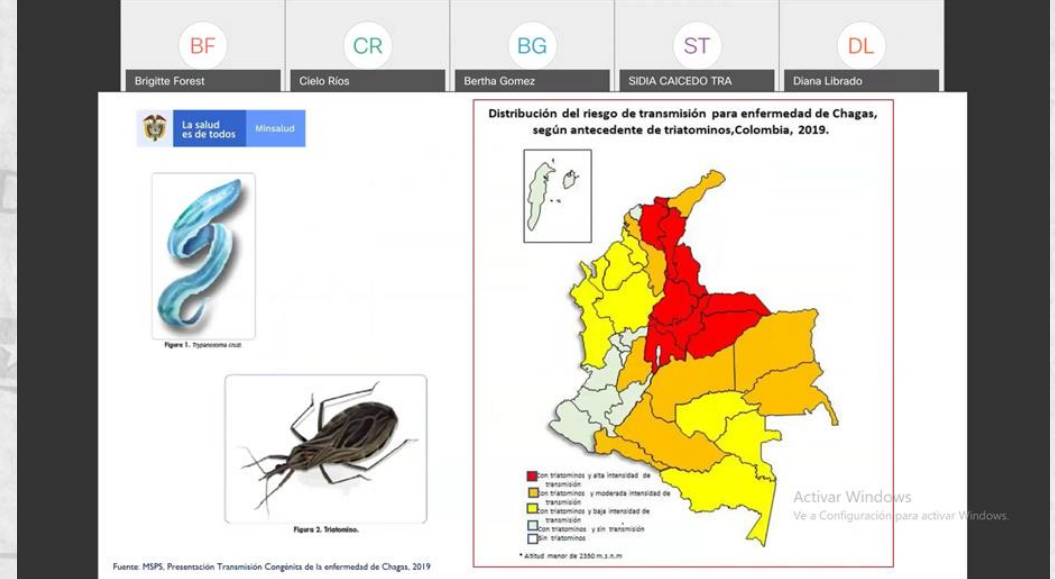 BF
CR
BG
ST
DL
Brigitte Forest
Cielo Ríos
Bertha Gomez
SIDIA CAICEDO TRA
Diana Librado
La salud
es de todos
Minsalud
Distribución del riesgo de transmisión para enfermedad de Chagas,
según antecedente de triatominos,Colombia, 2019.
Figura 1. Trypanosoma cruzi.
Figura 2. Triatomino.
Con triatominos y alta intensidad de
transmisión
Con triatominos y moderada intensidad de
transmisión
Con triatominos y baja intensidad de
transmisión
Con triatominos y sin transmisión
Sin triatominos
* Altitud menor de 2350 m.s.n.m
Activar Windows
Ve a Configuración para activar Windows.
Fuente: MSPS, Presentación Transmisión Congénita de la enfermedad de Chagas, 2019